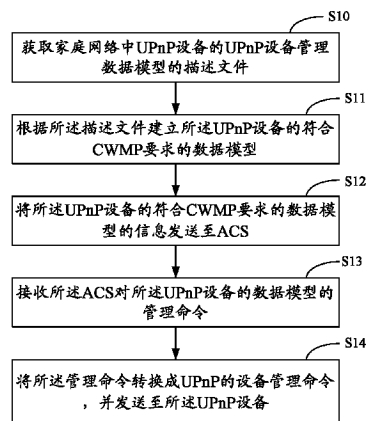 S10
获取家庭网络中UPnP设备的UPnP设备管理
数据模型的描述文件
S11
根据所述描述文件建立所述UPnP设备的符合
CWMP要求的数据模型
S12
将所述UPnP设备的符合CWMP要求的数据模
型的信息发送至ACS
S13
接收所述ACS对所述UPnP设备的数据模型的
管理命令
S14
将所述管理命令转换成UPnP的设备管理命令
，并发送至所述UPnP设备